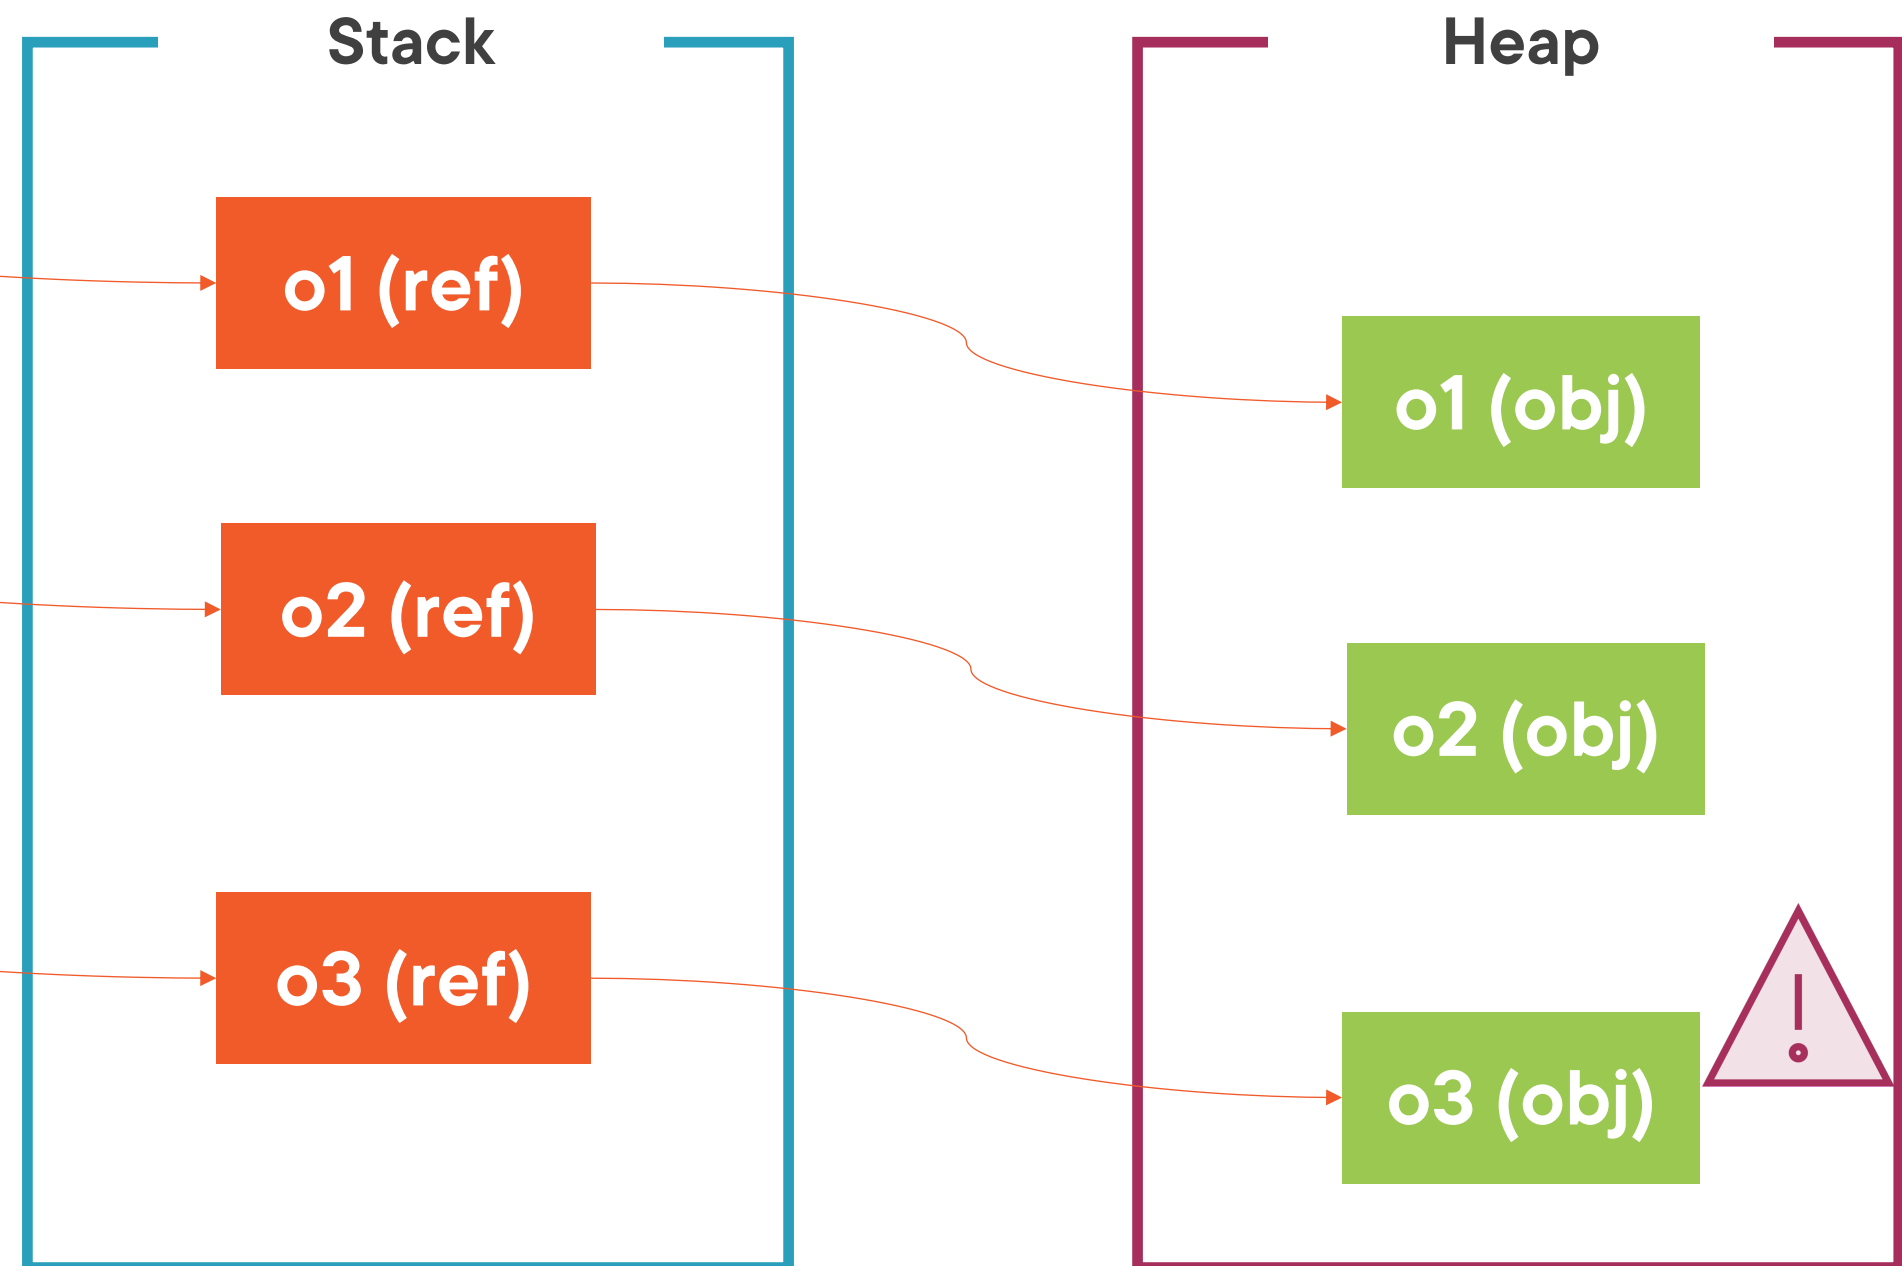 Stack
Heap
o1 (ref)
o1 (obj)
o2 (ref)
o2 (obj)
o3 (ref)
o3 (obj)